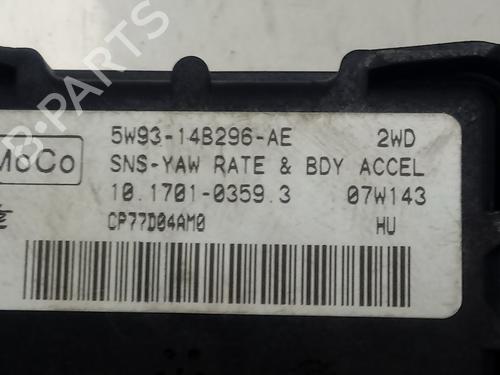 5W93-14B296-AE 2WD
MoCo SNS-YAW RATE & BDY ACCEL
10.1701-0359.3 07W143
CP77D04AM0 HU
B-PARTS